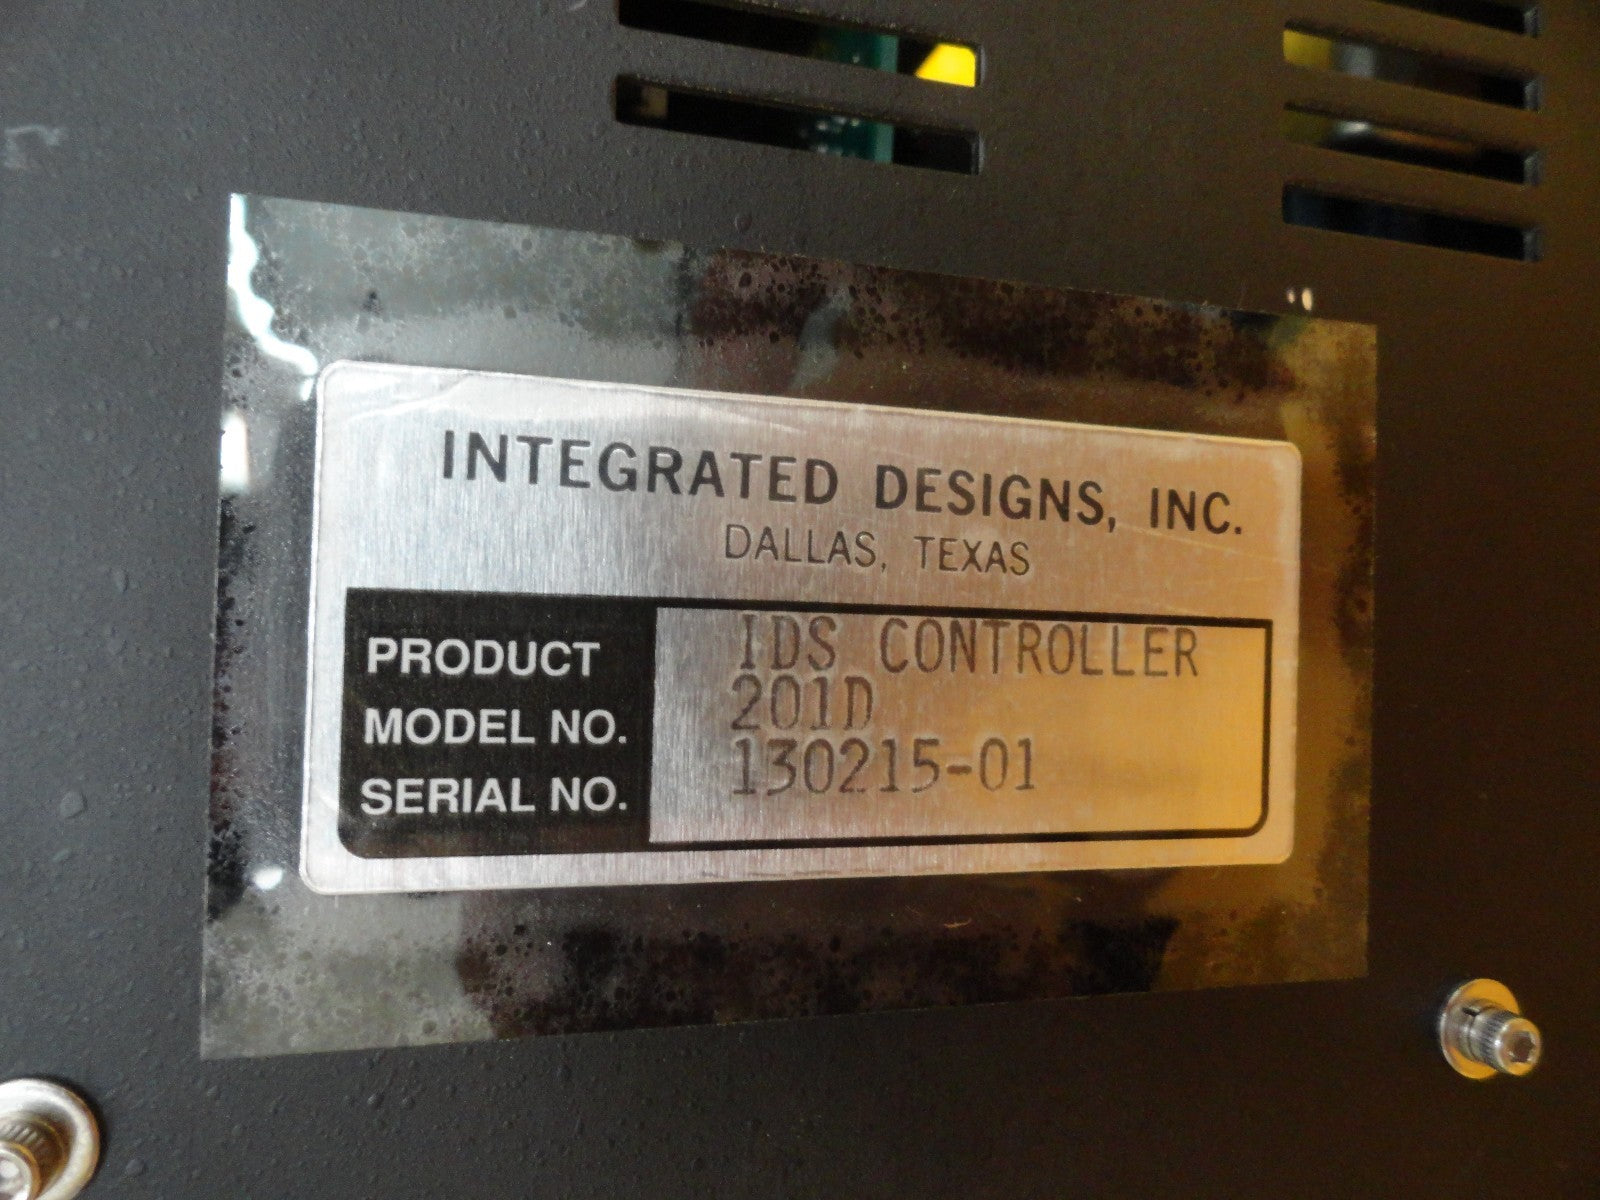 INTEGRATED DESIGNS, INC.
DALLAS, TEXAS
PRODUCT IDS CONTROLLER
MODEL NO. 201D
SERIAL NO. 130215-01